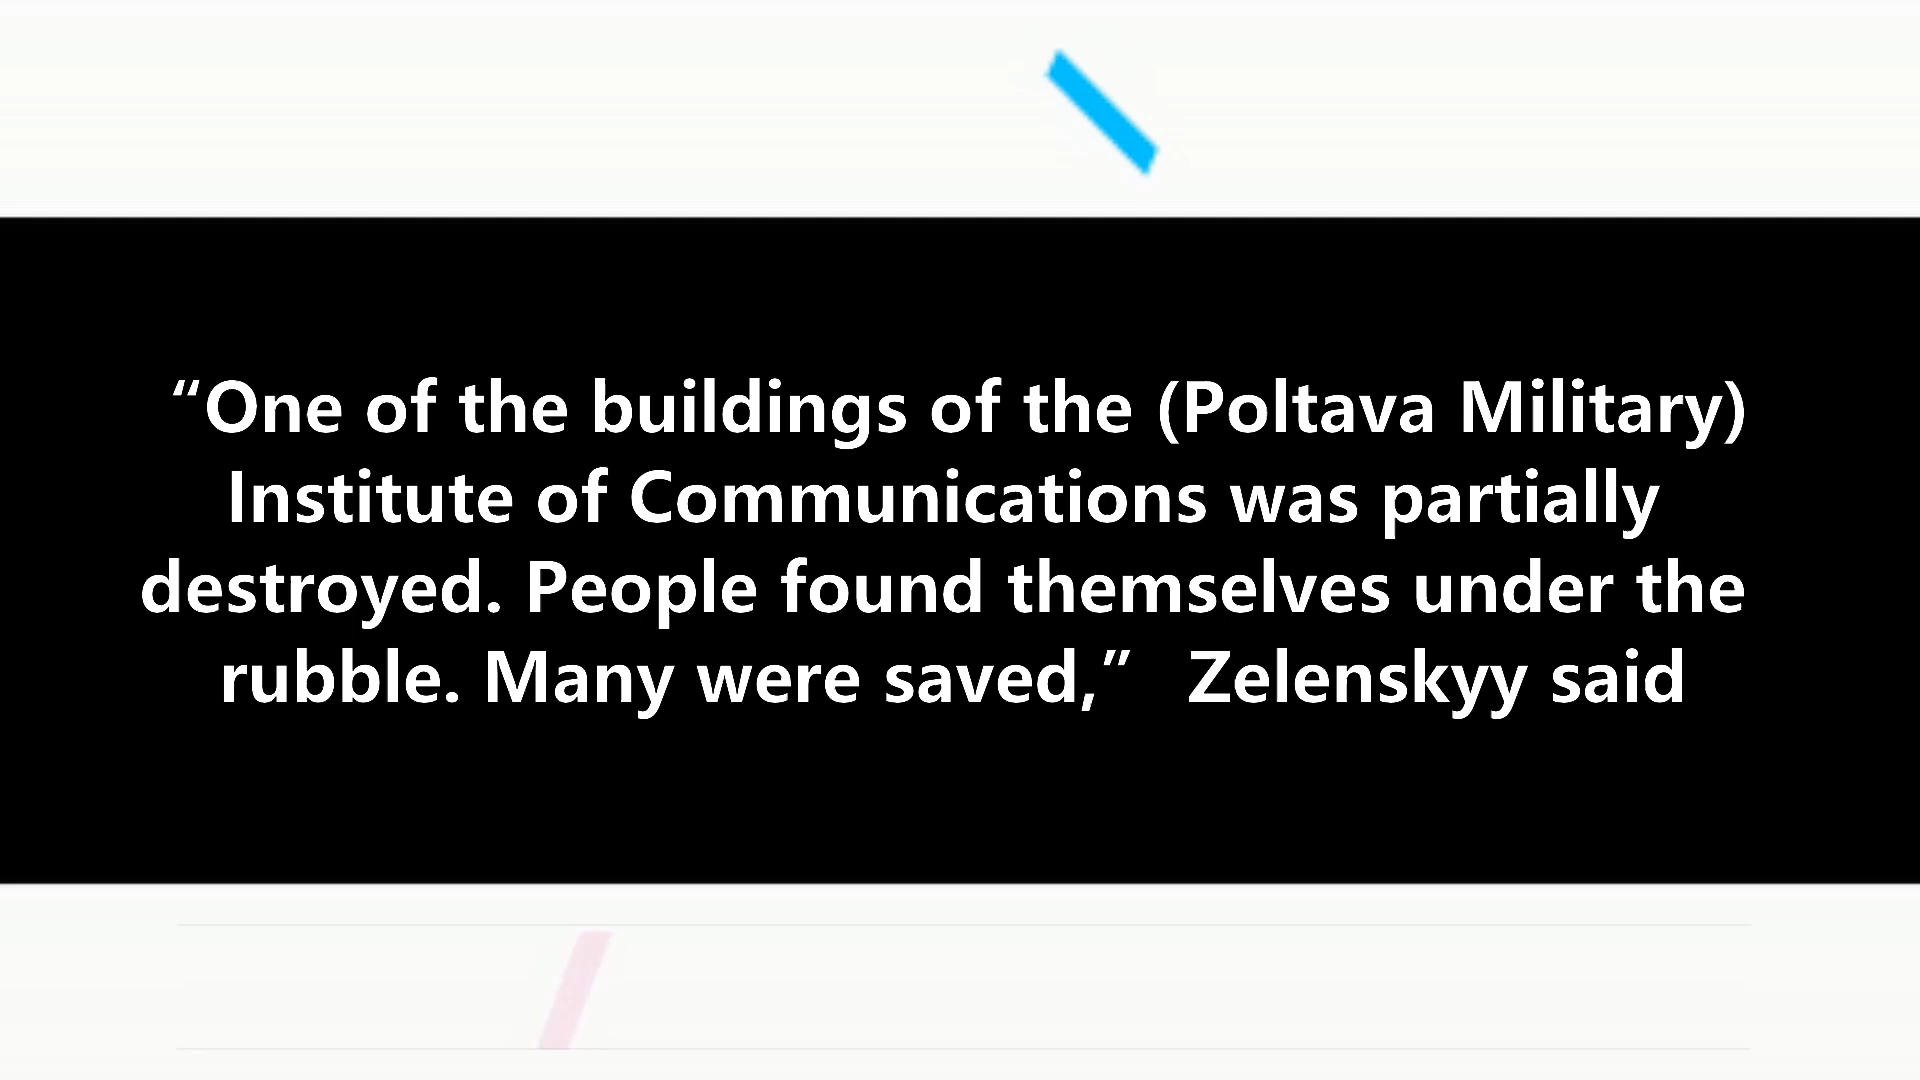 “One of the buildings of the (Poltava Military)
Institute of Communications was partially
destroyed. People found themselves under the
rubble. Many were saved,” Zelenskyy said